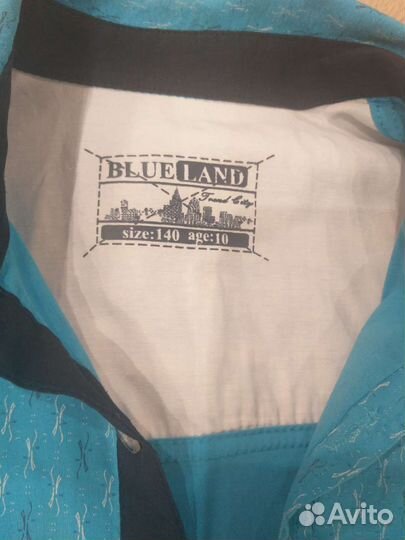 BLUE LAND
Trend City
size:140 age:10
Avito